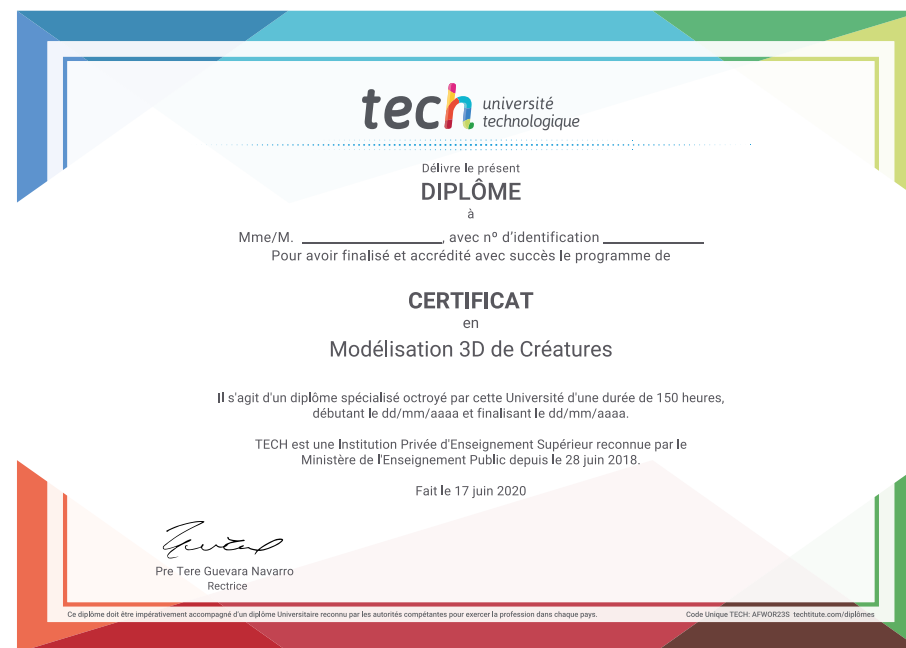 tech université
technologique
Délivre le présent
DIPLÔME
à
Mme/M. ____________________, avec nº d'identification ______________
Pour avoir finalisé et accrédité avec succès le programme de
CERTIFICAT
en
Modélisation 3D de Créatures
Il s'agit d'un diplôme spécialisé octroyé par cette Université d'une durée de 150 heures,
débutant le dd/mm/aaaa et finalisant le dd/mm/aaaa.
TECH est une Institution Privée d'Enseignement Supérieur reconnue par le
Ministère de l'Enseignement Public depuis le 28 juin 2018.
Fait le 17 juin 2020
Pre Tere Guevara Navarro
Rectrice
Ce diplôme doit être impérativement accompagné d'un diplôme Universitaire reconnu par les autorités compétentes pour exercer la profession dans chaque pays. Code Unique TECH: AFWOR23S techtitute.com/diplômes